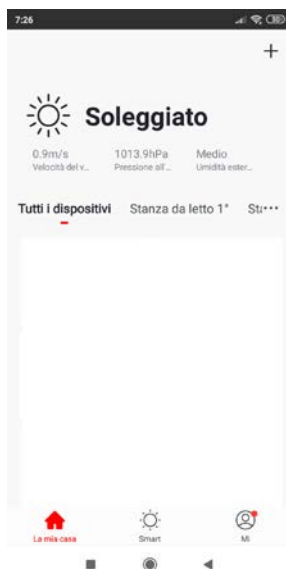 7:26
Soleggiato
0.9m/s 1013.9hPa Medio
Velocità del v... Pressione all'... Umidità ester...
Tutti i dispositivi Stanza da letto 1° St
La mia casa Smart Mi